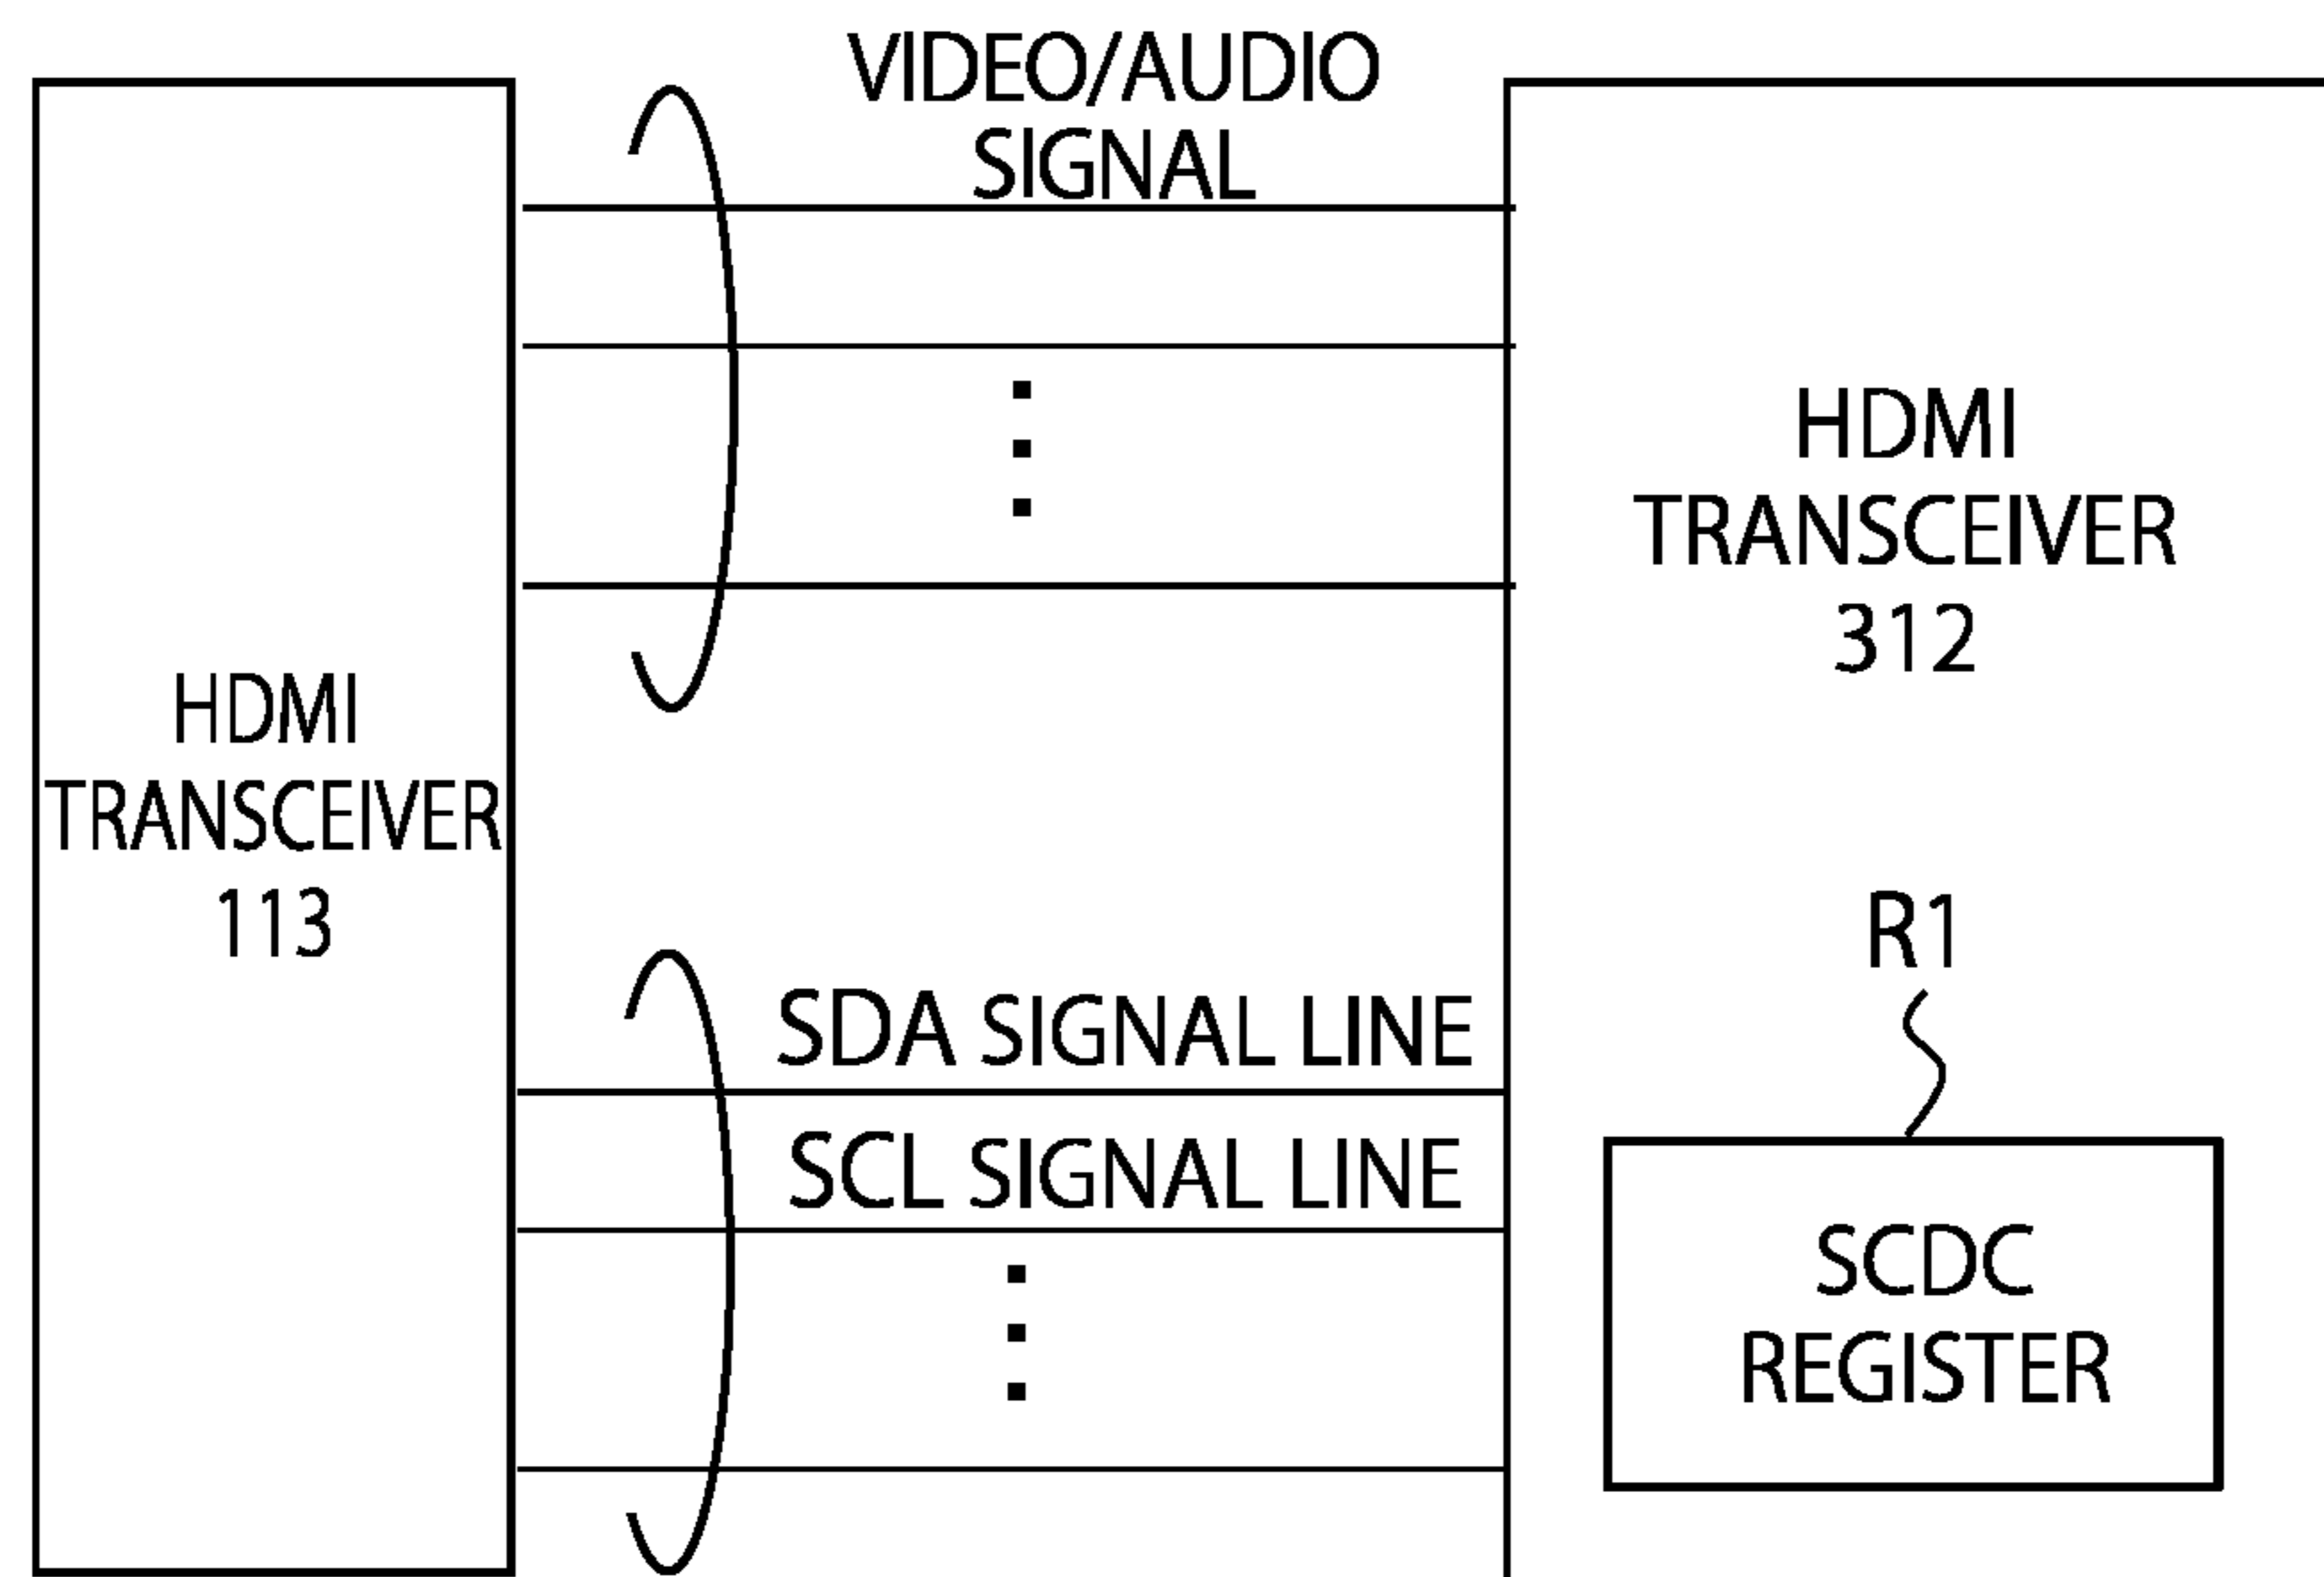 VIDEO/AUDIO
SIGNAL
HDMI
TRANSCEIVER
113
HDMI
TRANSCEIVER
312
SDA SIGNAL LINE
SCL SIGNAL LINE
R1
SCDC
REGISTER